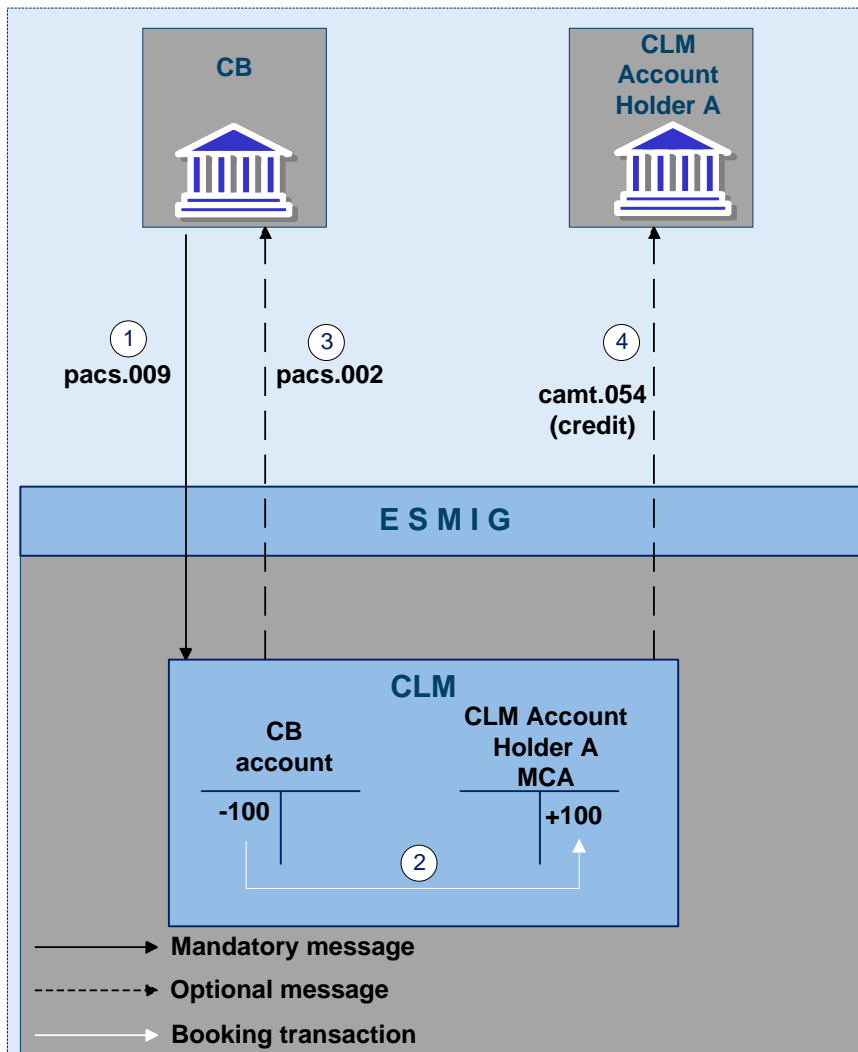 CB
CLM
Account
Holder A
1
pacs.009
3
pacs.002
4
camt.054
(credit)
E S M I G
CLM
CB
account
CLM Account
Holder A
MCA
-100
+100
2
Mandatory message
Optional message
Booking transaction